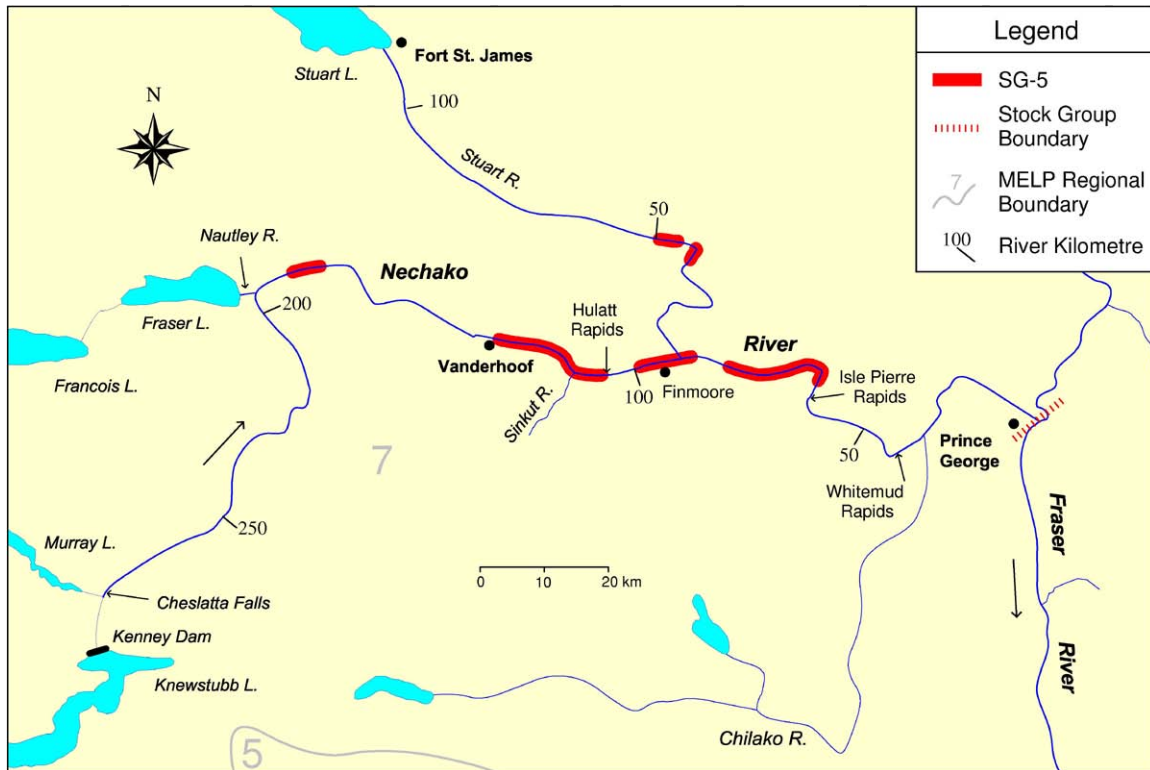 Legend
SG-5
Stock Group
Boundary
7
MELP Regional
Boundary
100
River Kilometre
Stuart L.
Fort St. James
100
N
Stuart R.
50
Nautley R.
Nechako
Fraser L.
200
Hulatt
Rapids
River
Francois L.
Vanderhoof
100
Finmoore
Isle Pierre
Rapids
Sinkut R.
50
Prince
George
7
Whitemud
Rapids
Fraser
250
Murray L.
Cheslatta Falls
0 10 20 km
Kenney Dam
Knewstubb L.
River
Chilako R.
5